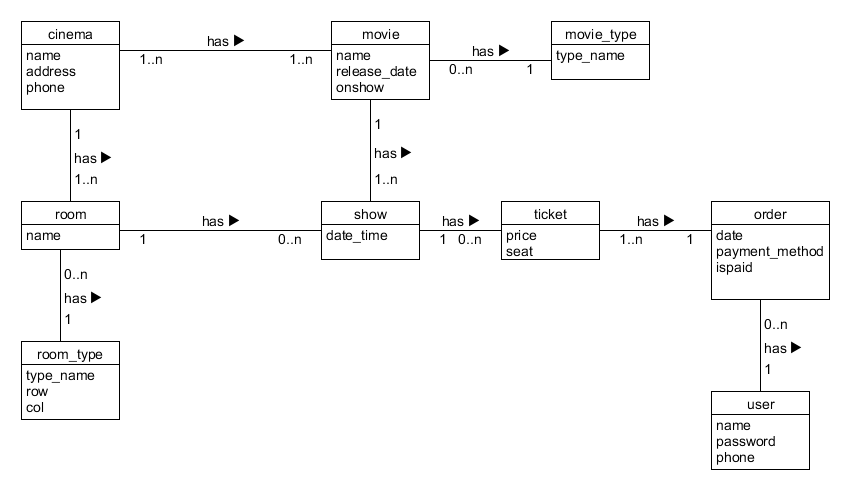 cinema
name
address
phone
has ▶
1..n
1..n
movie
name
release_date
onshow
has ▶
0..n
1
movie_type
type_name
1
has ▶
1..n
1
has ▶
1..n
room
name
has ▶
1
0..n
show
date_time
has ▶
1
0..n
ticket
price
seat
has ▶
1..n
1
order
date
payment_method
ispaid
0..n
has ▶
1
room_type
type_name
row
col
0..n
has ▶
1
user
name
password
phone